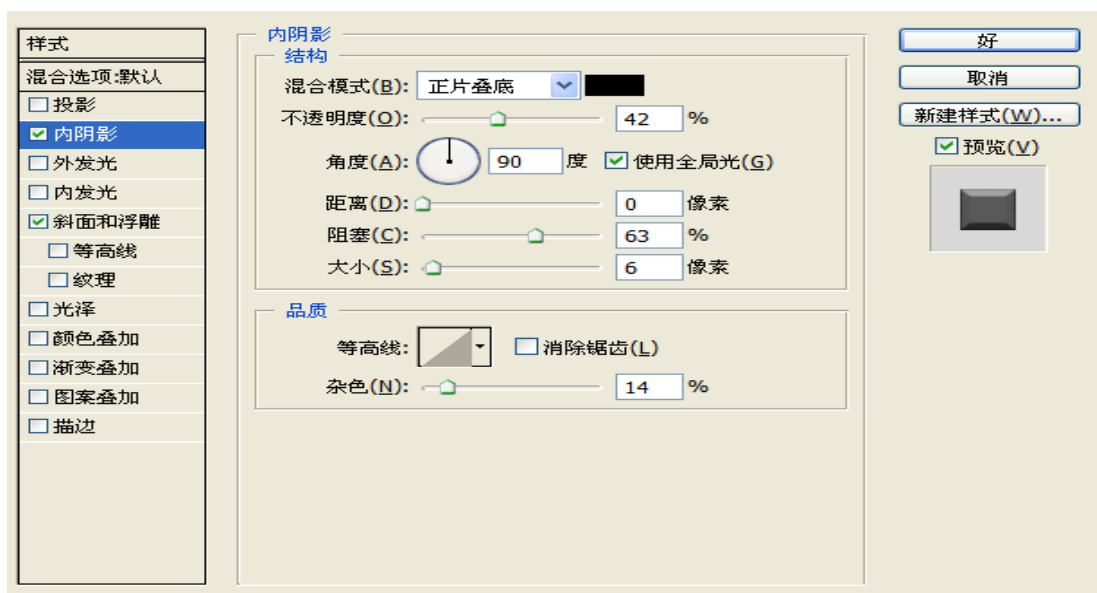 样式
混合选项:默认
投影
内阴影
外发光
内发光
斜面和浮雕
等高线
纹理
光泽
颜色叠加
渐变叠加
图案叠加
描边
内阴影
结构
混合模式(B): 正片叠底
不透明度(O): 42 %
角度(A): 90 度 使用全局光(G)
距离(D): 0 像素
阻塞(C): 63 %
大小(S): 6 像素
品质
等高线: 消除锯齿(L)
杂色(N): 14 %
好
取消
新建样式(W)...
预览(V)